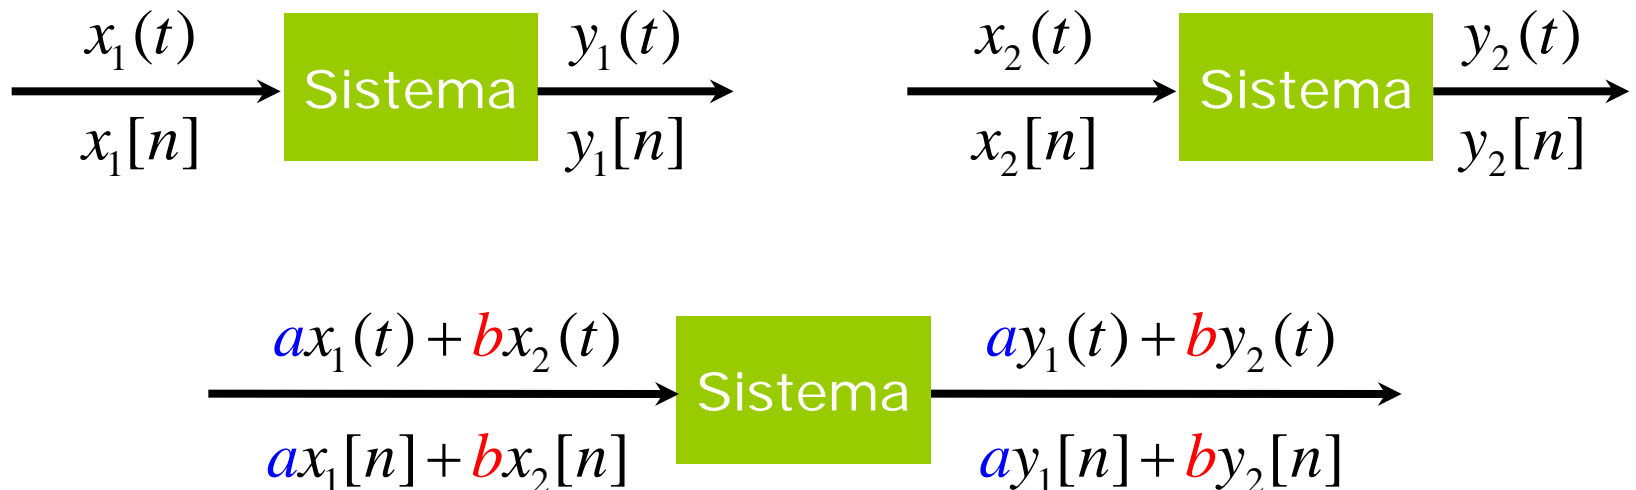 x₁(t) Sistema y₁(t)
x₁[n] y₁[n]
x₂(t) Sistema y₂(t)
x₂[n] y₂[n]
ax₁(t) + bx₂(t) Sistema ay₁(t) + by₂(t)
ax₁[n] + bx₂[n] ay₁[n] + by₂[n]